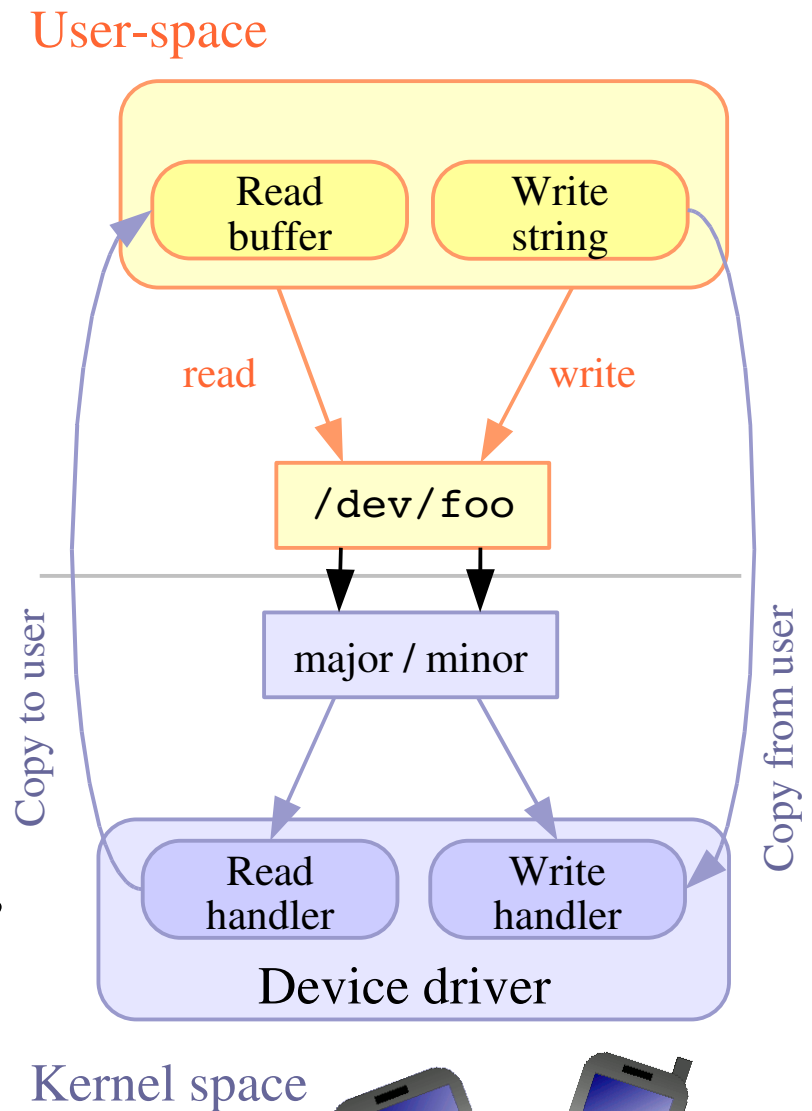 User-space
Read
buffer
Write
string
read
write
/dev/foo
major / minor
Copy to user
Copy from user
Read
handler
Write
handler
,
Device driver
Kernel space